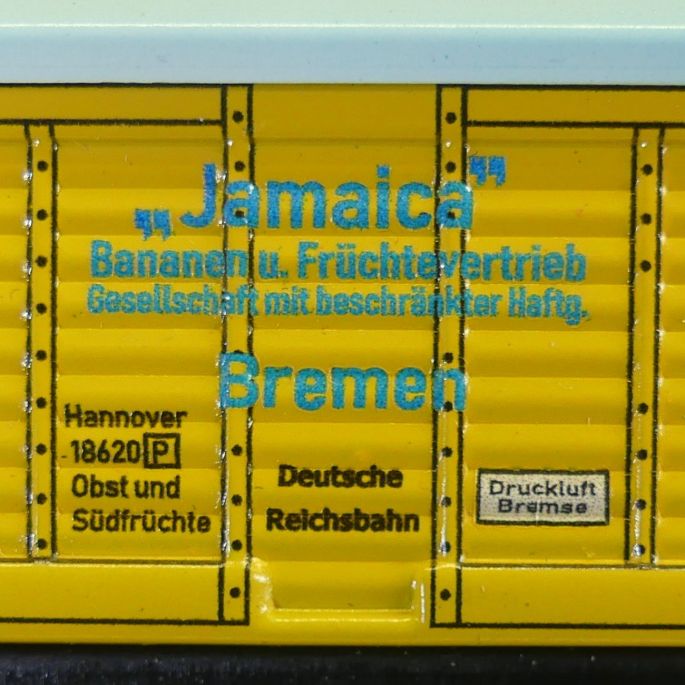 „Jamaica”
Bananen u. Früchtevertrieb
Gesellschaft mit beschränkter Haftg.
Bremen
Hannover
18620 P
Obst und
Südfrüchte
Deutsche
Reichsbahn
Druckluft
Bremse